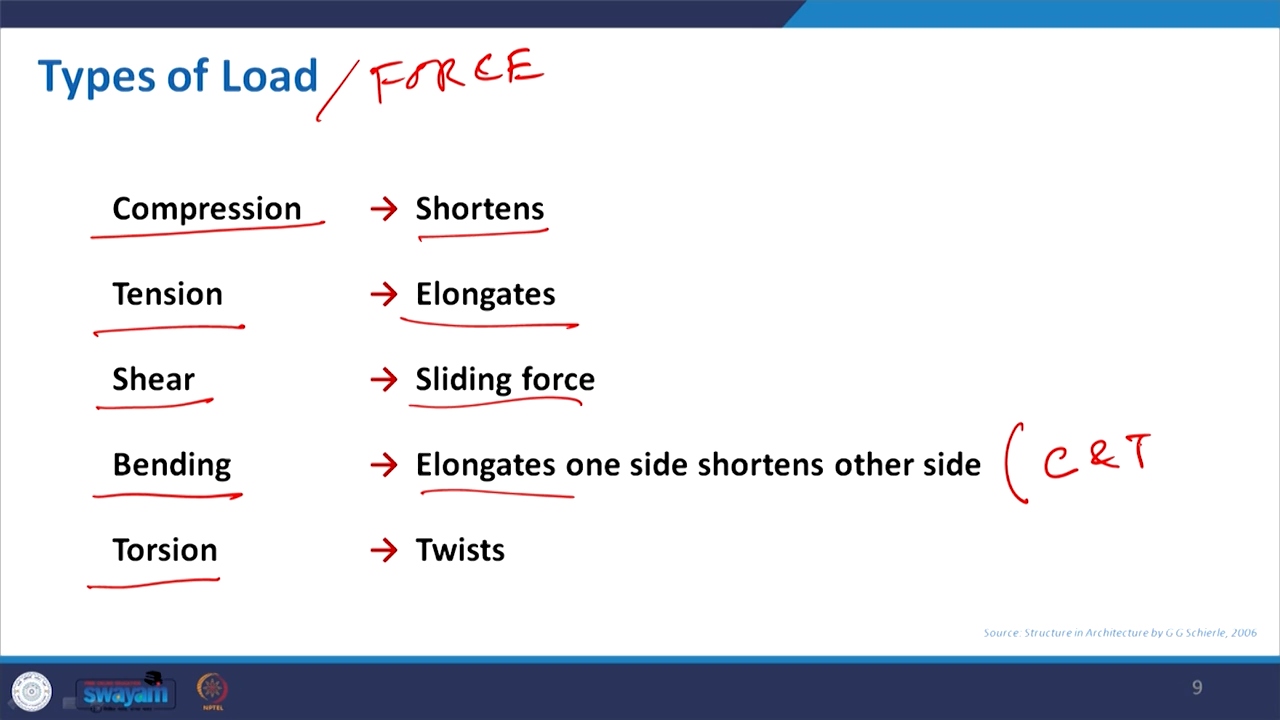 Types of Load / FORCE
Compression → Shortens
Tension → Elongates
Shear → Sliding force
Bending → Elongates one side shortens other side ( C & T
Torsion → Twists
Source: Structure in Architecture by G G Schierle, 2006
swayam
NPTEL
9